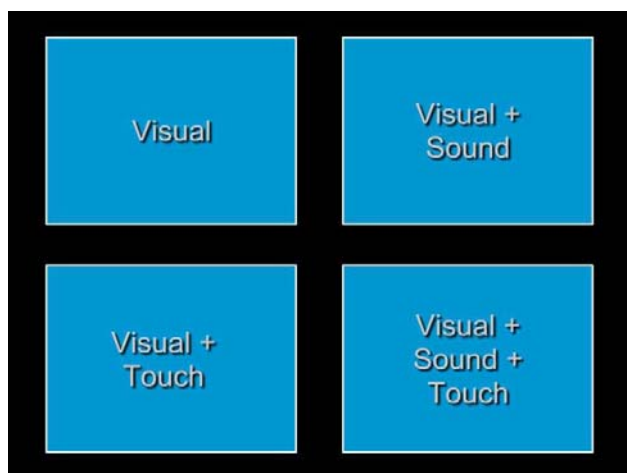 Visual
Visual +
Sound
Visual +
Touch
Visual +
Sound +
Touch